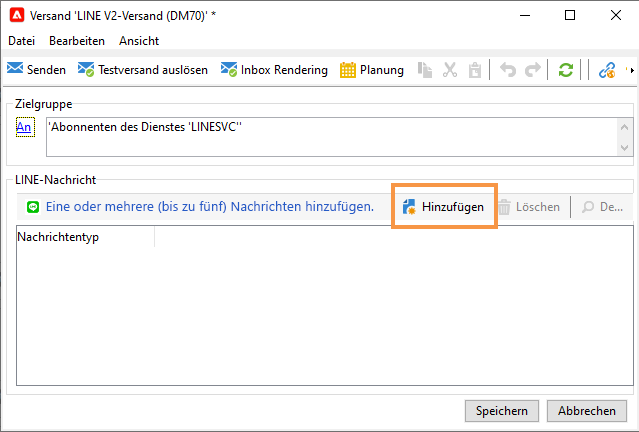 Versand 'LINE V2-Versand (DM70)' *
Datei Bearbeiten Ansicht
Senden Testversand auslösen Inbox Rendering Planung
Zielgruppe
An 'Abonnenten des Dienstes 'LINESVC''
LINE-Nachricht
Eine oder mehrere (bis zu fünf) Nachrichten hinzufügen. Hinzufügen Löschen De...
Nachrichtentyp
Speichern Abbrechen